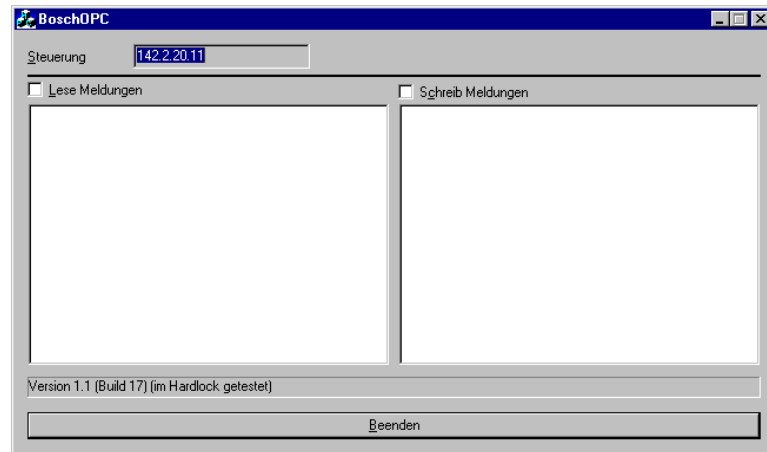 BoschOPC
Steuerung 142.2.20.11
Lese Meldungen Schreib Meldungen
Version 1.1 (Build 17) (im Hardlock getestet)
Beenden